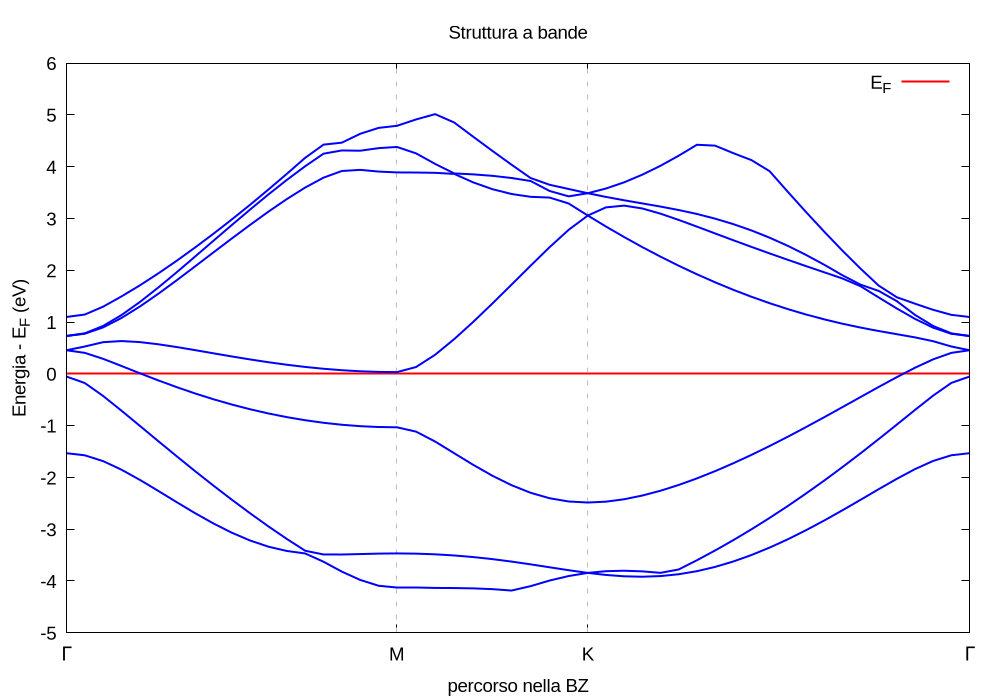 Struttura a bande
E_F
6
5
4
3
2
1
0
-1
-2
-3
-4
-5
Energia - E_F (eV)
Γ M K Γ
percorso nella BZ